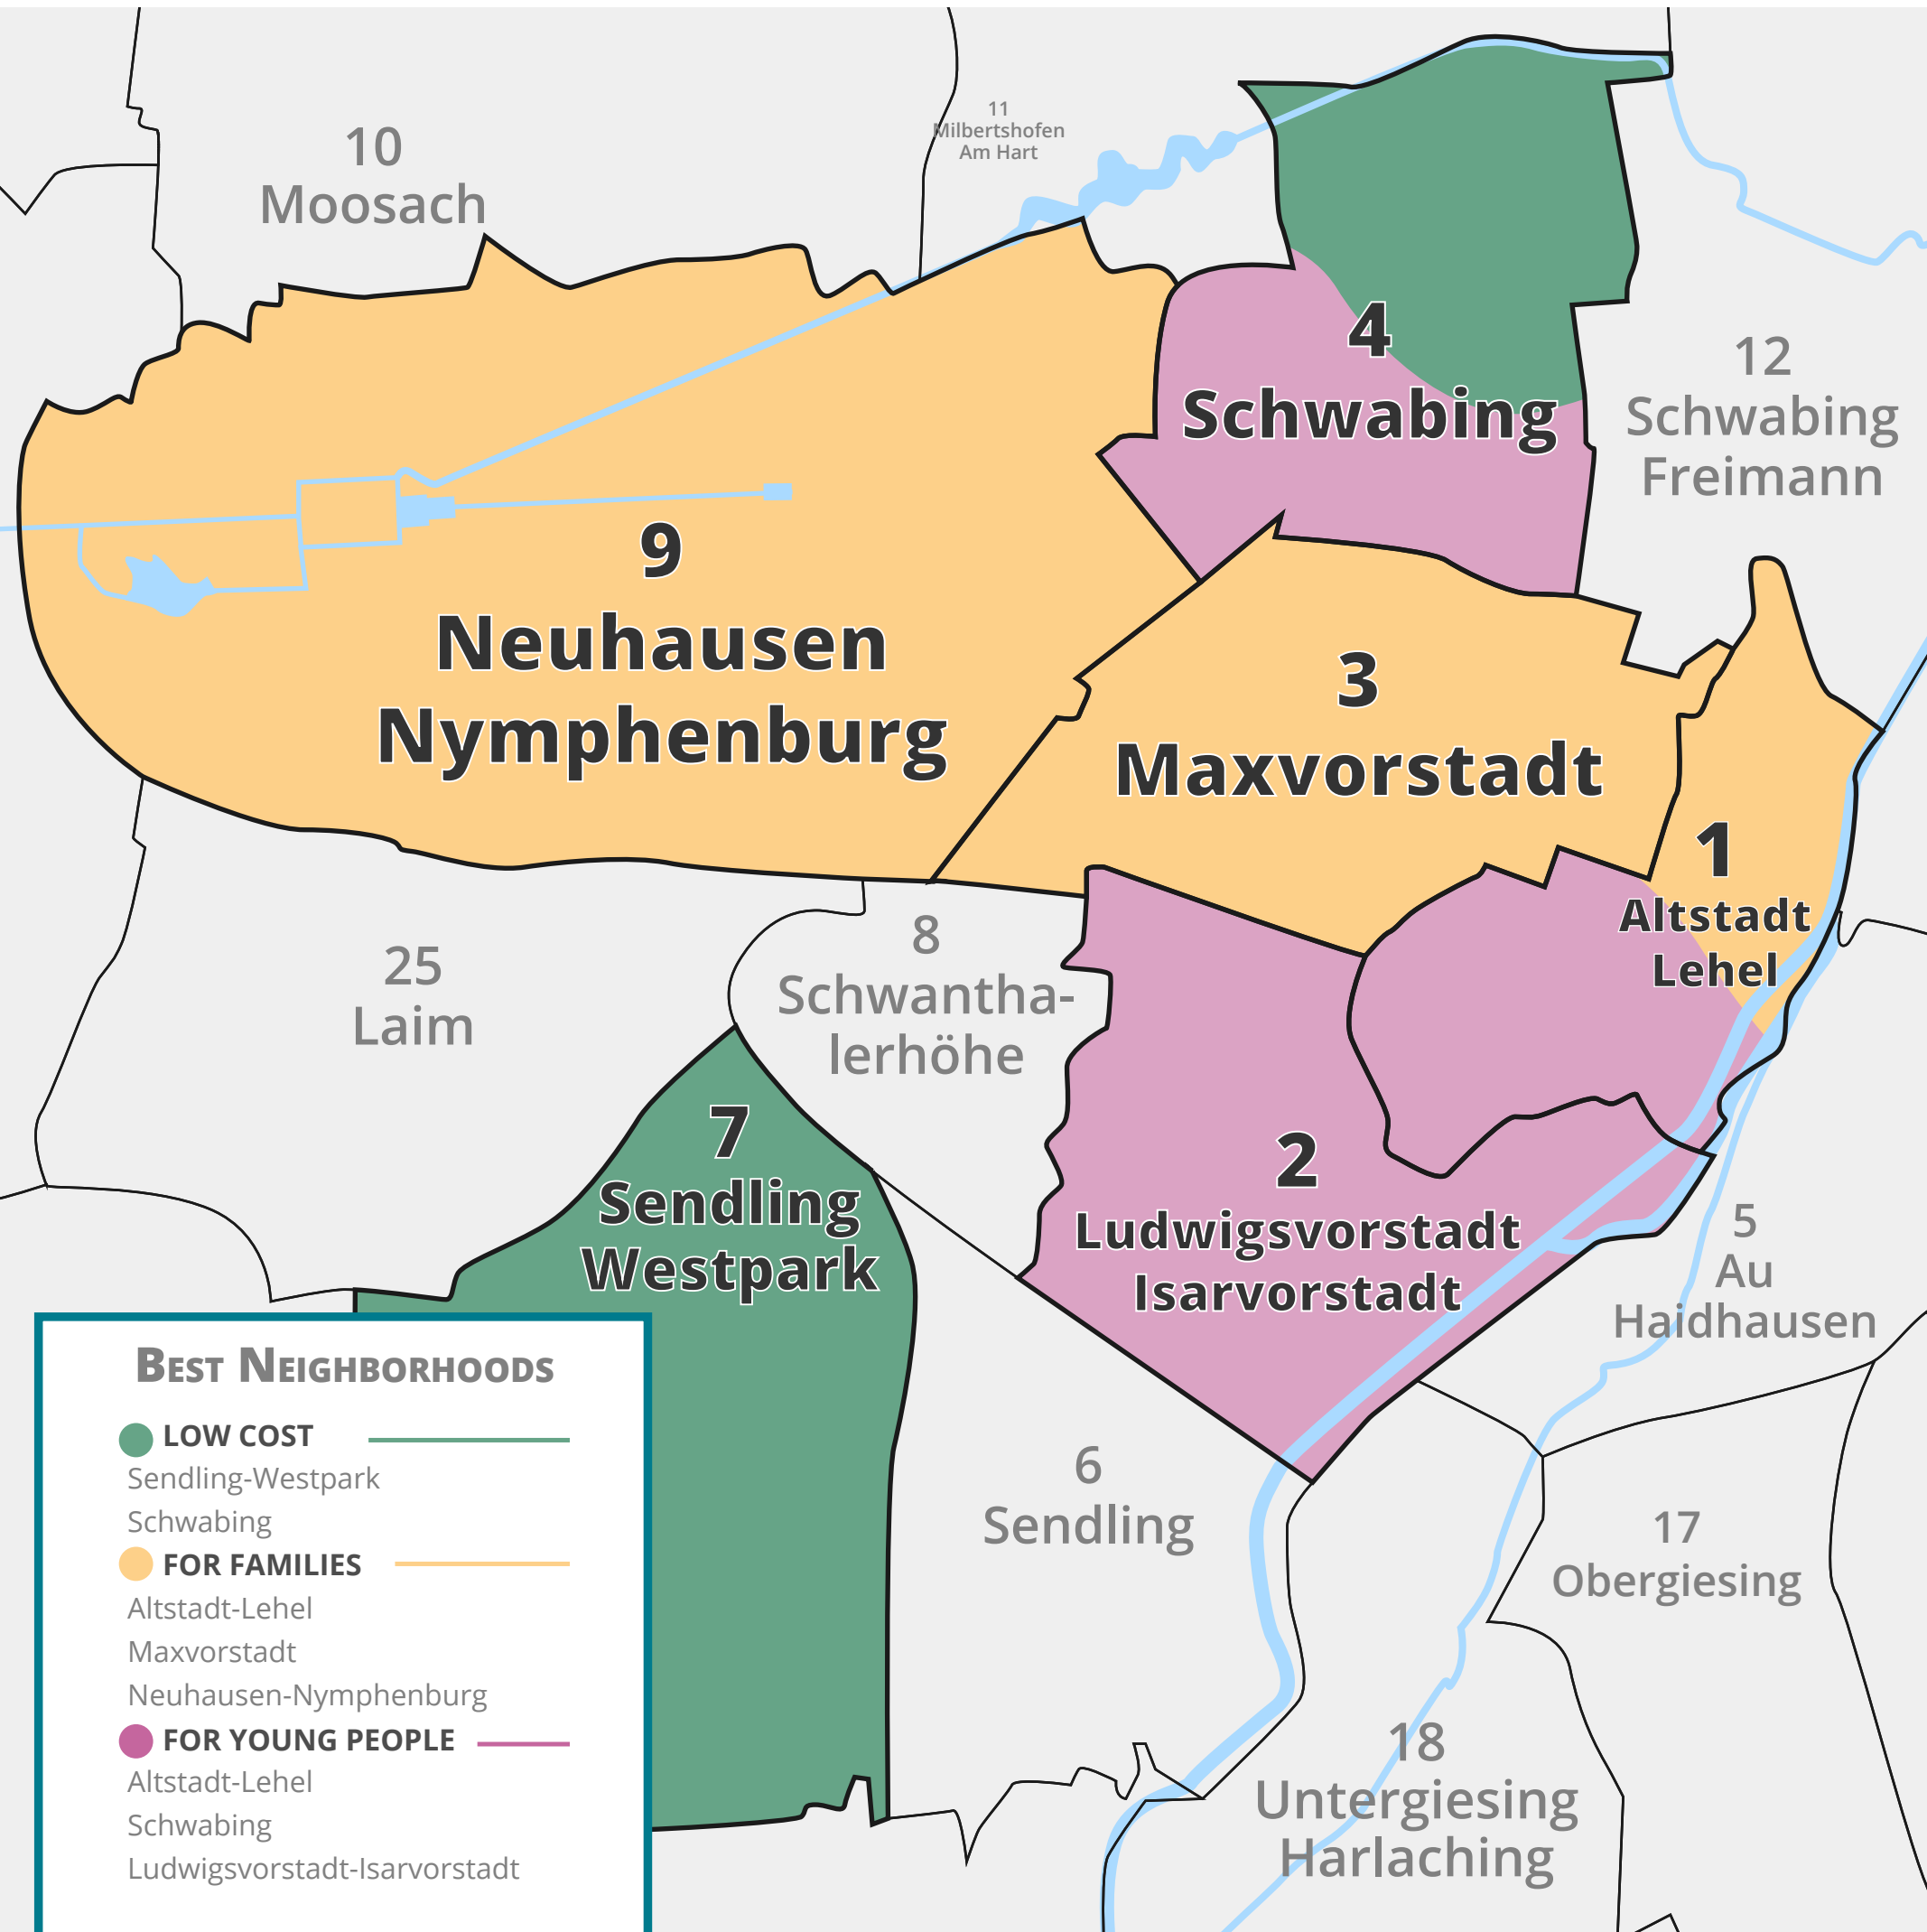 11
Milbertshofen
Am Hart
10
Moosach
4
Schwabing
12
Schwabing
Freimann
9
Neuhausen
Nymphenburg
3
Maxvorstadt
1
Altstadt
Lehel
8
Schwantha-
lerhöhe
25
Laim
7
Sendling
Westpark
2
Ludwigsvorstadt
Isarvorstadt
5
Au
Haidhausen
6
Sendling
17
Obergiesing
18
Untergiesing
Harlaching
BEST NEIGHBORHOODS
LOW COST
Sendling-Westpark
Schwabing
FOR FAMILIES
Altstadt-Lehel
Maxvorstadt
Neuhausen-Nymphenburg
FOR YOUNG PEOPLE
Altstadt-Lehel
Schwabing
Ludwigsvorstadt-Isarvorstadt